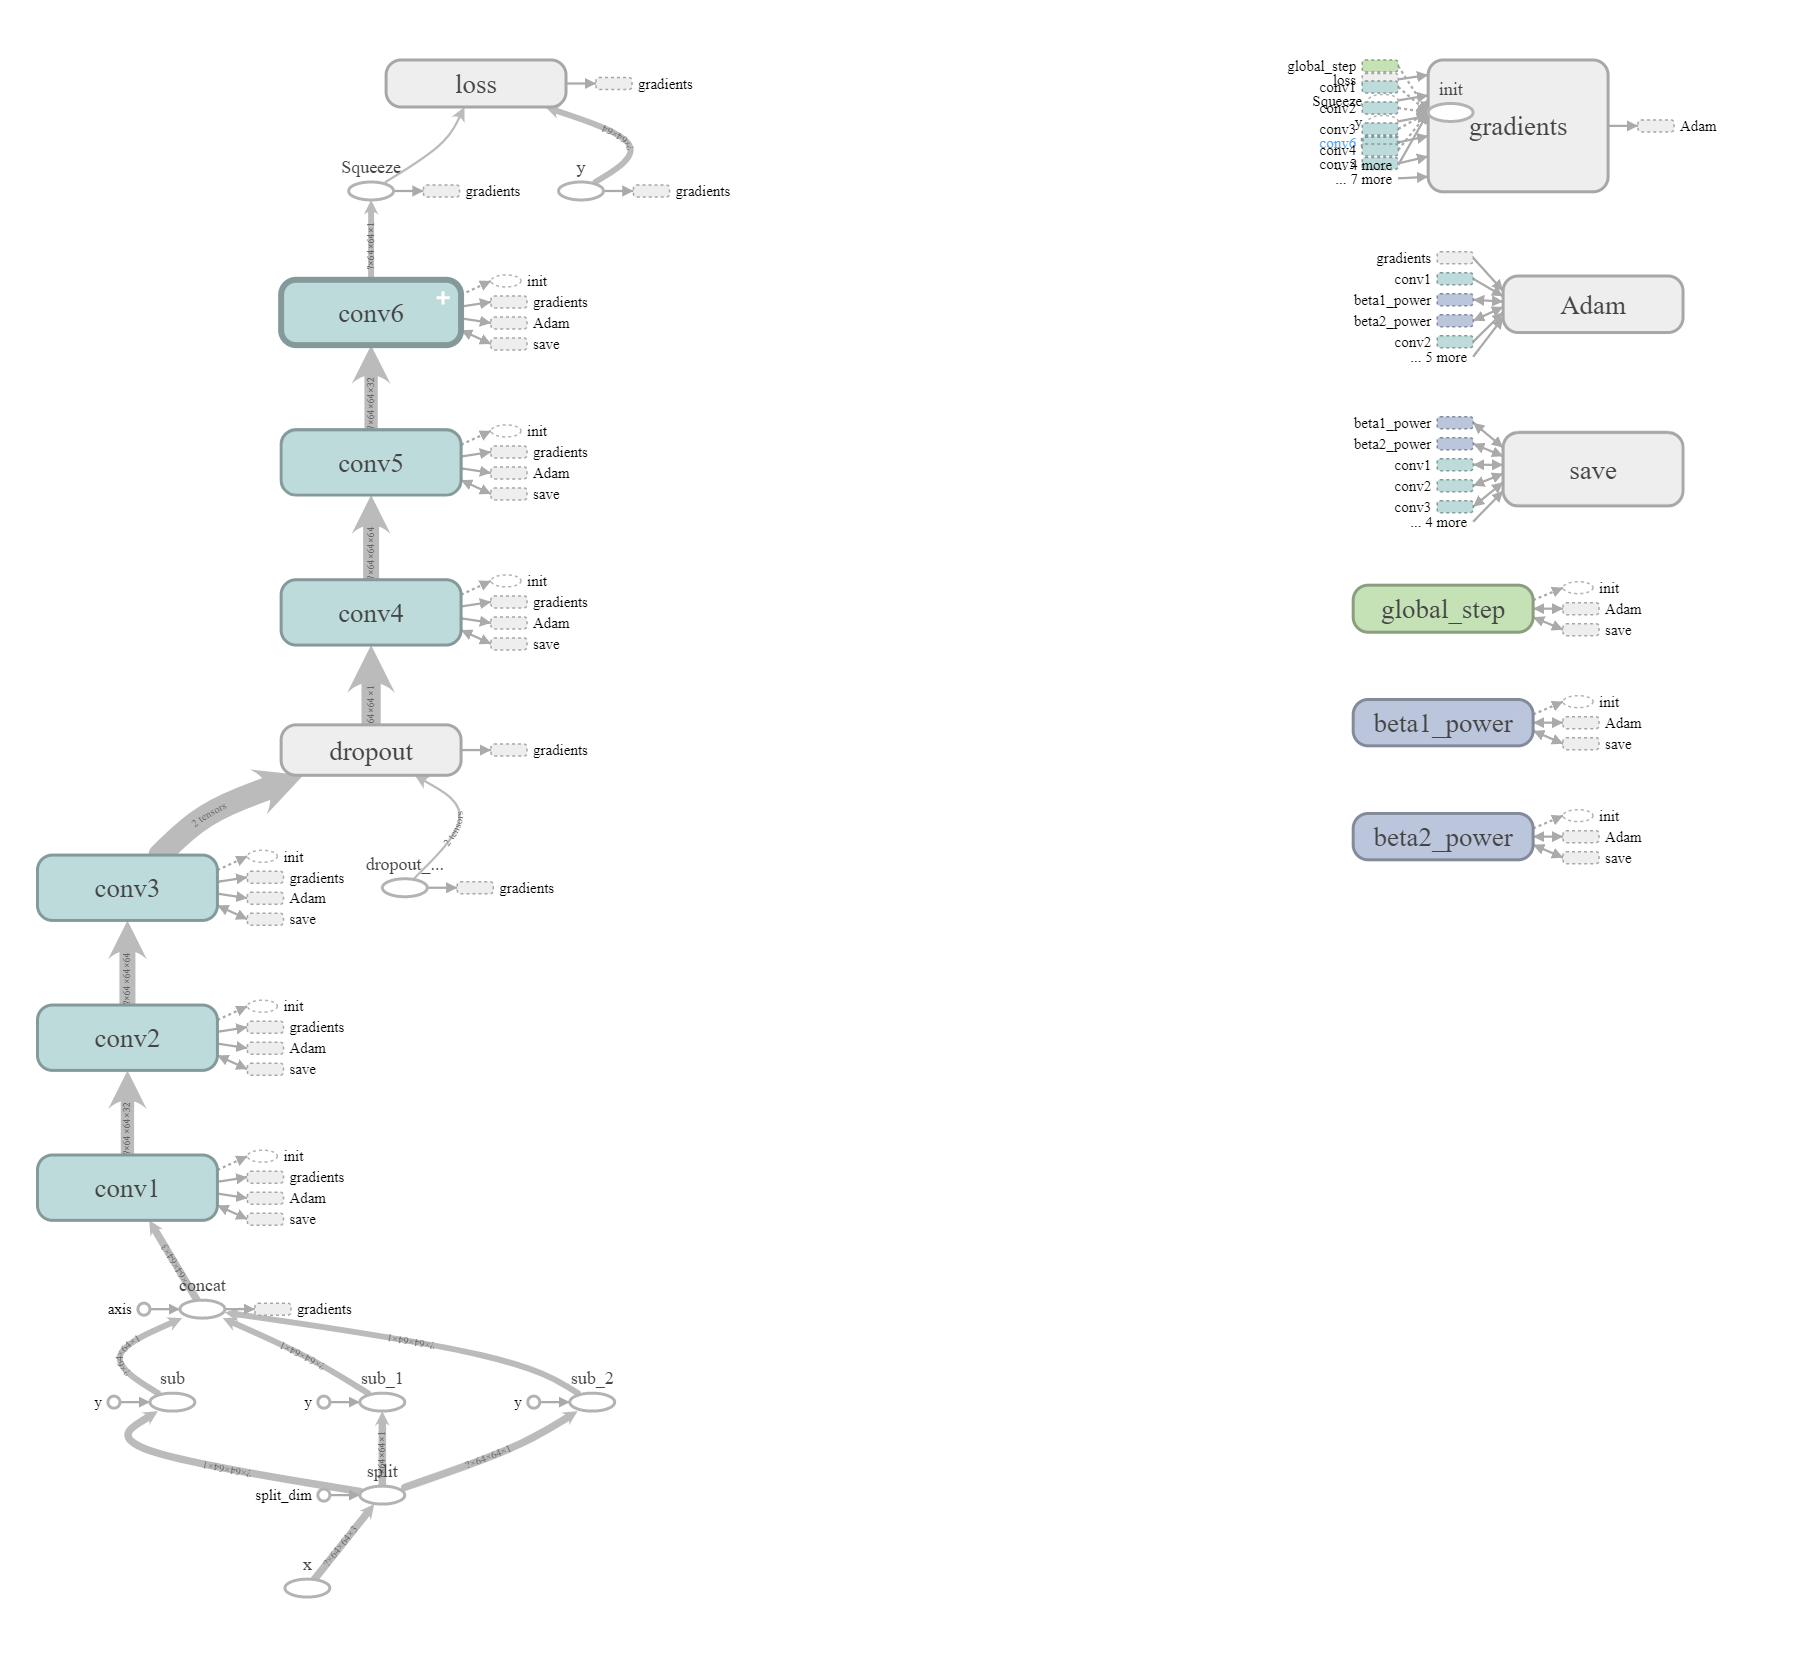 loss
gradients
?×64×64
Squeeze
gradients
y
gradients
?×64×64×1
conv6
+
init
gradients
Adam
save
?×64×64×32
conv5
init
gradients
Adam
save
?×64×64×64
conv4
init
gradients
Adam
save
64×64×1
dropout
gradients
2 tensors
2 tensors
dropout_...
gradients
conv3
init
gradients
Adam
save
?×64×64×64
conv2
init
gradients
Adam
save
?×64×64×32
conv1
init
gradients
Adam
save
×64×3
concat
axis
gradients
?×64×64×1
?×64×64×1
?×64×64×1
sub
y
sub_1
y
sub_2
y
?×64×64×1
64×64×1
?×64×64×1
split
split_dim
?×64×64×3
x
global_step
loss
conv1
Squeeze
conv2
y
conv3
conv6
conv4
... 4 more
... 7 more
init
gradients
Adam
gradients
conv1
beta1_power
beta2_power
conv2
... 5 more
Adam
beta1_power
beta2_power
conv1
conv2
conv3
... 4 more
save
global_step
init
Adam
save
beta1_power
init
Adam
save
beta2_power
init
Adam
save